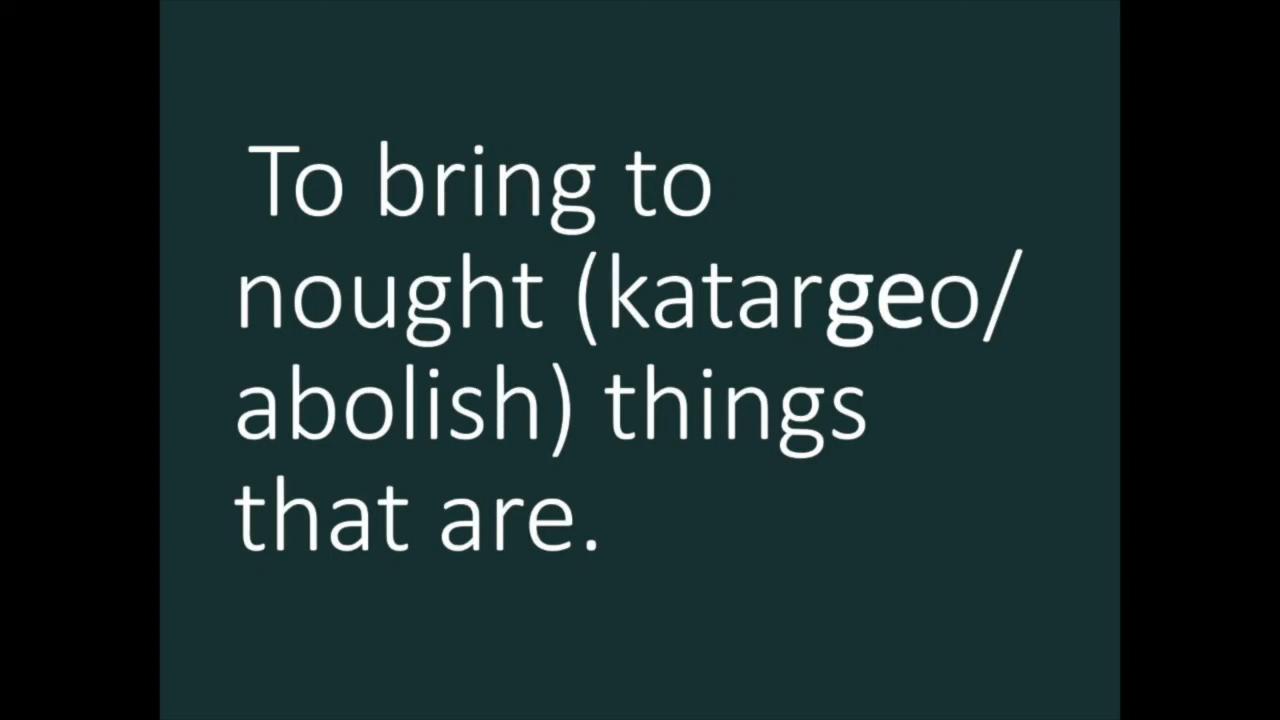 To bring to
nought (katargeo/
abolish) things
that are.